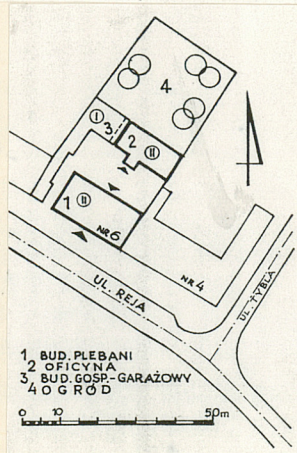 4
I
3
2
II
1
II
NR 6
NR 4
UL. REJA
UL. TYBLA
1 BUD. PLEBANI
2 OFICYNA
3 BUD. GOSP.-GARAŻOWY
4 OGRÓD
0 10 50m